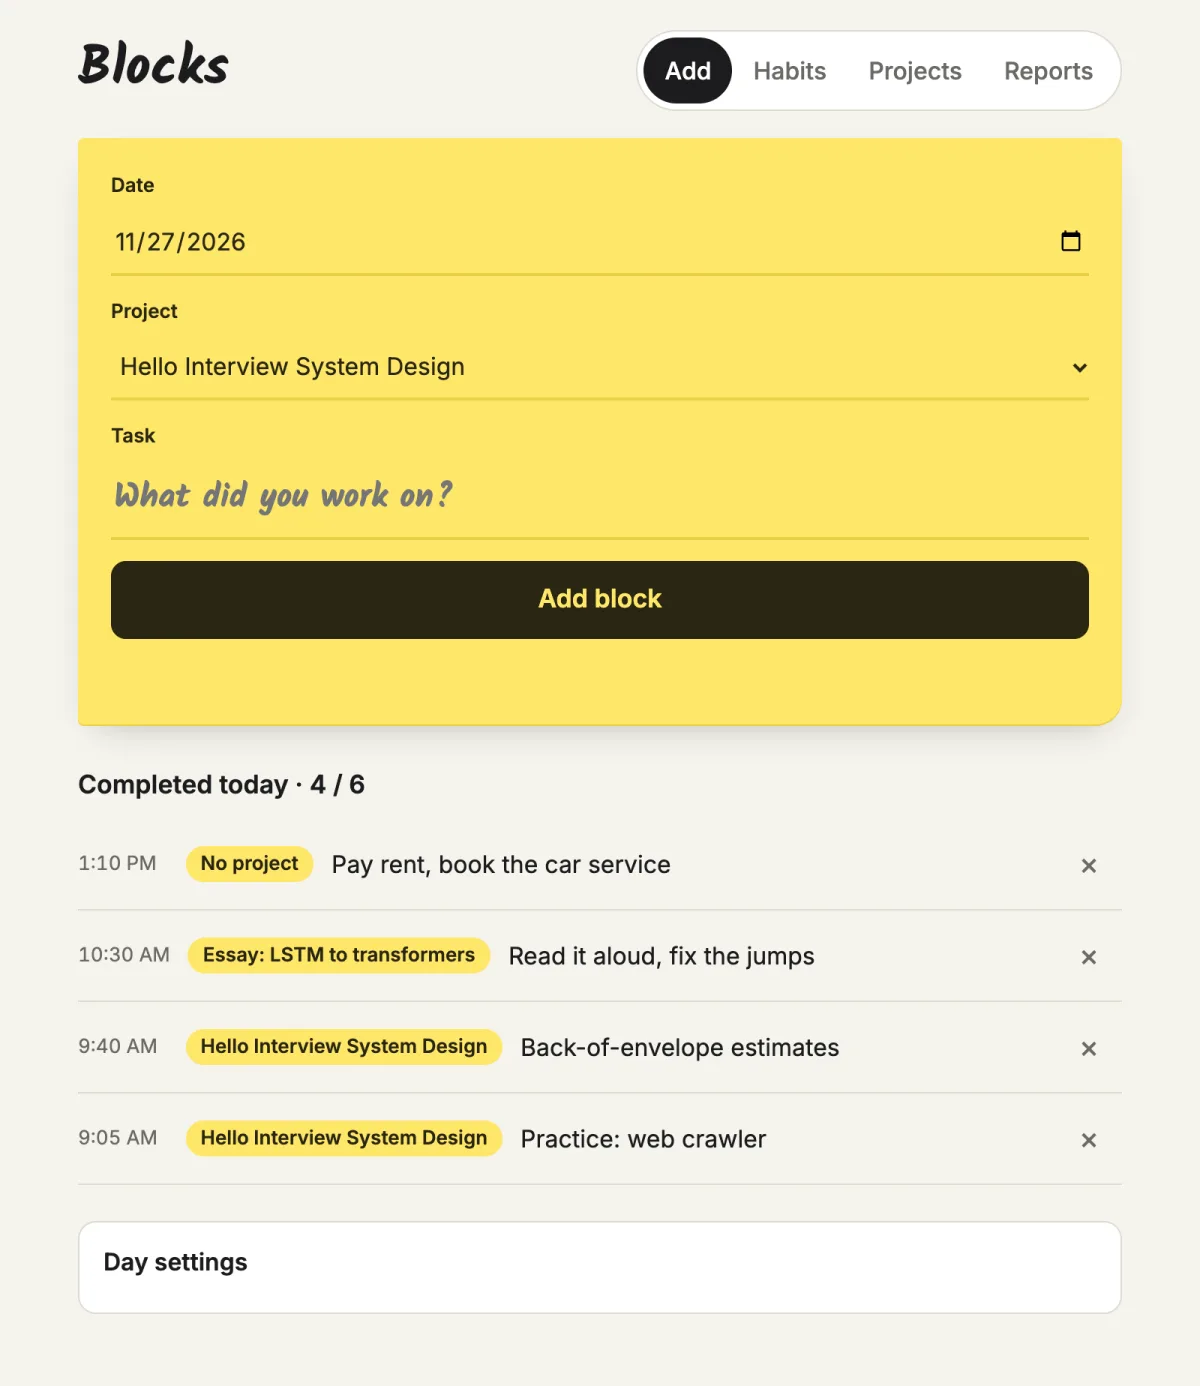 Blocks
Add Habits Projects Reports
Date
11/27/2026
Project
Hello Interview System Design
Task
What did you work on?
Add block
Completed today · 4 / 6
1:10 PM No project Pay rent, book the car service ×
10:30 AM Essay: LSTM to transformers Read it aloud, fix the jumps ×
9:40 AM Hello Interview System Design Back-of-envelope estimates ×
9:05 AM Hello Interview System Design Practice: web crawler ×
Day settings